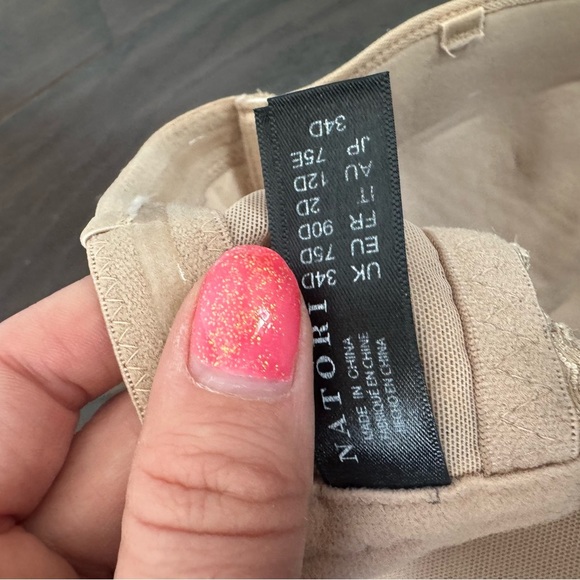 NATORI
MADE IN CHINA
FABRIQUÉ EN CHINE
HECHO EN CHINA
UK 34D
EU 75D
FR 90D
IT 2D
AU 12D
JP 75E
34D